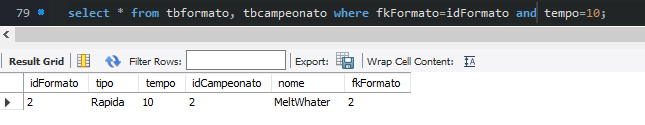 79 select * from tbformato, tbcampeonato where fkFormato=idFormato and tempo=10;
Result Grid Filter Rows: Export: Wrap Cell Content:
idFormato tipo tempo idCampeonato nome fkFormato
2 Rapida 10 2 MeltWhater 2